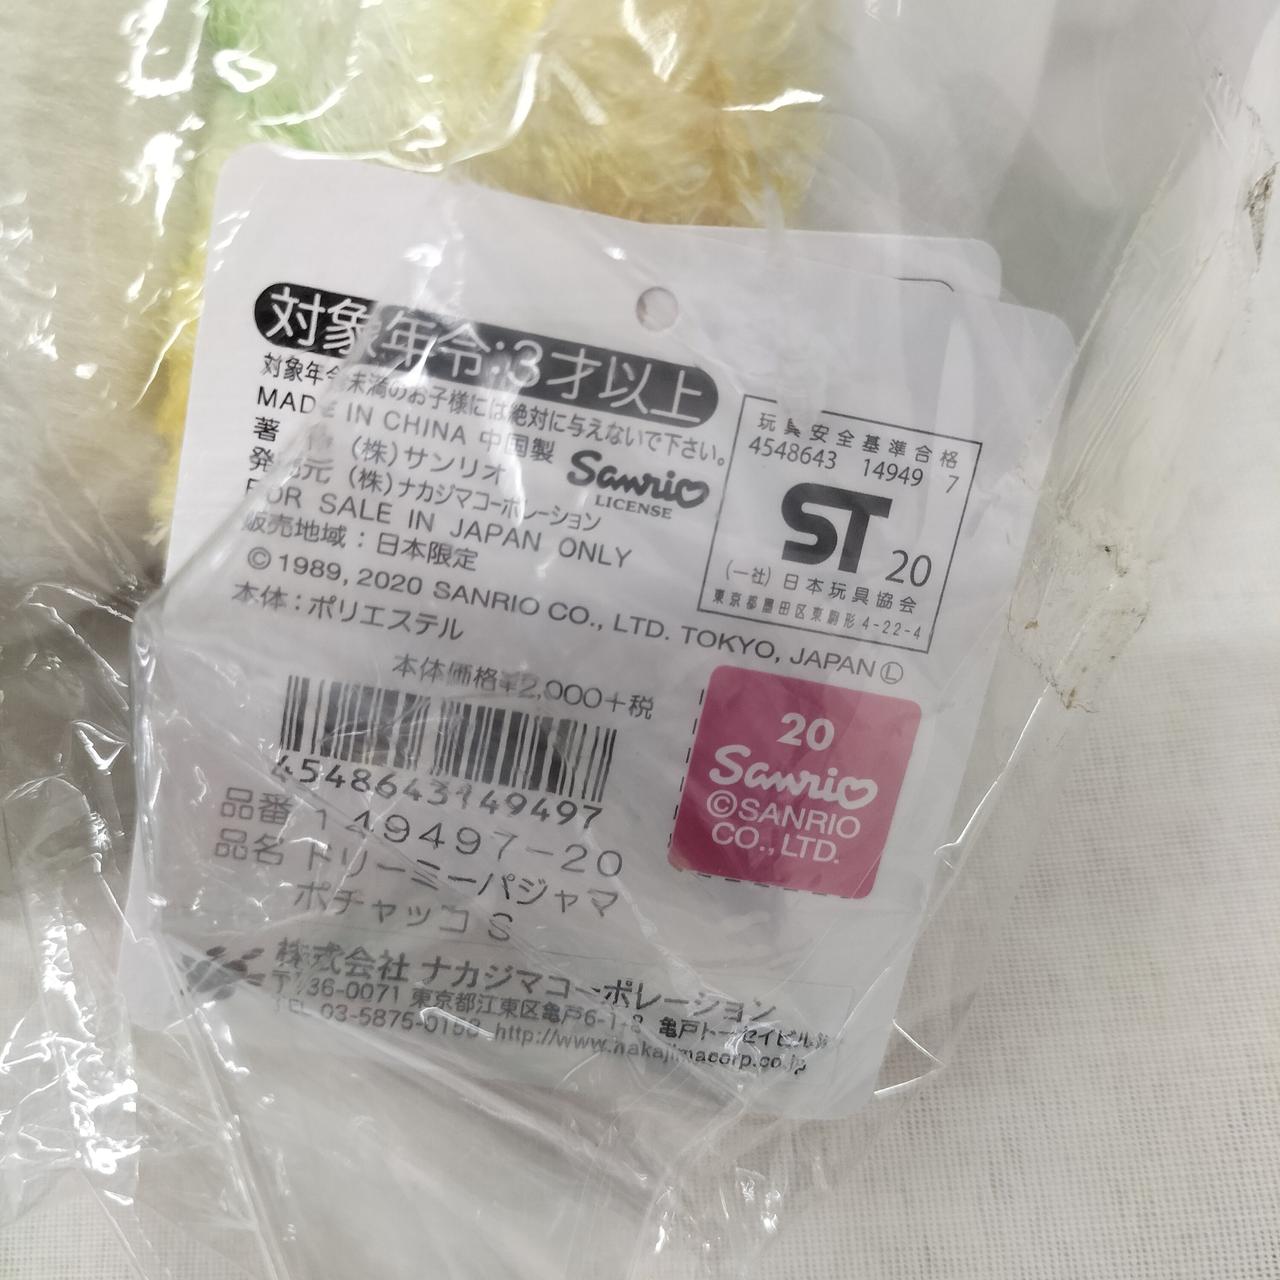 対象年令:3才以上
対象年令未満のお子様には絶対に与えないで下さい。
MADE IN CHINA 中国製
著 作 (株)サンリオ
発売元 (株)ナカジマコーポレーション
Sanrio
LICENSE
FOR SALE IN JAPAN ONLY
販売地域:日本限定
©1989, 2020 SANRIO CO., LTD. TOKYO, JAPAN Ⓛ
本体:ポリエステル
玩具安全基準合格
4548643 14949 7
ST 20
(一社)日本玩具協会
東京都墨田区東駒形4-22-4
本体価格¥2,000+税
4548643149497
品番 149497-20
品名 ドリーミーパジャマ
ポチャッコ S
20
Sanrio
©SANRIO
CO., LTD.
株式会社 ナカジマコーポレーション
〒136-0071 東京都江東区亀戸6-1-8 亀戸トーセイビル
TEL 03-5875-0158 http://www.nakajimacorp.co.jp